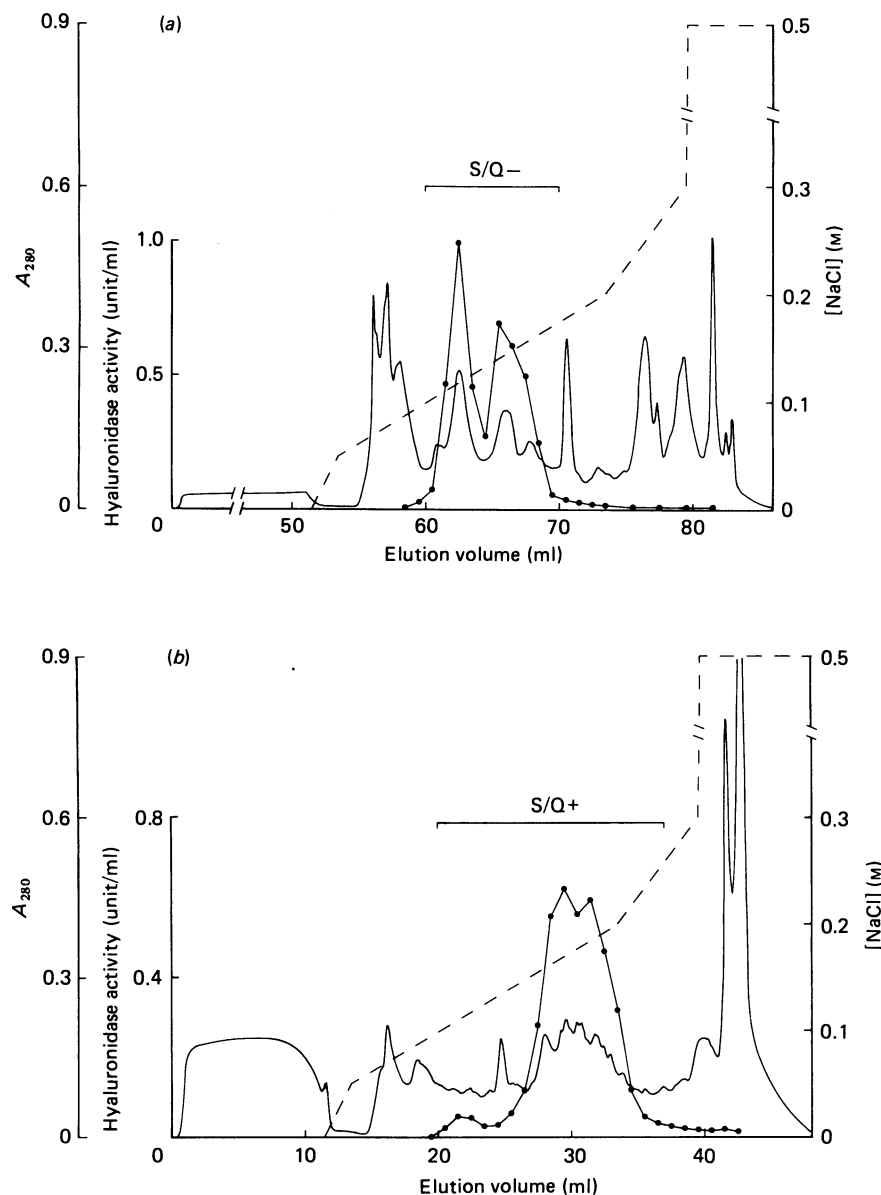 (a)
0.9
0.6
0.3
0
A280
Hyaluronidase activity (unit/ml)
1.0
0.5
0
S/Q−
0.5
0.3
0.2
0.1
0
[NaCl] (M)
50
60
70
80
Elution volume (ml)
(b)
0.9
0.6
0.3
0
A280
Hyaluronidase activity (unit/ml)
0.8
0.4
0
S/Q+
0.5
0.3
0.2
0.1
0
[NaCl] (M)
10
20
30
40
Elution volume (ml)